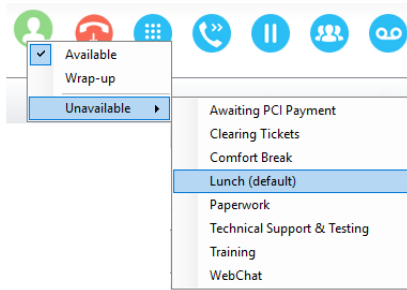 Available
Wrap-up
Unavailable
Awaiting PCI Payment
Clearing Tickets
Comfort Break
Lunch (default)
Paperwork
Technical Support & Testing
Training
WebChat